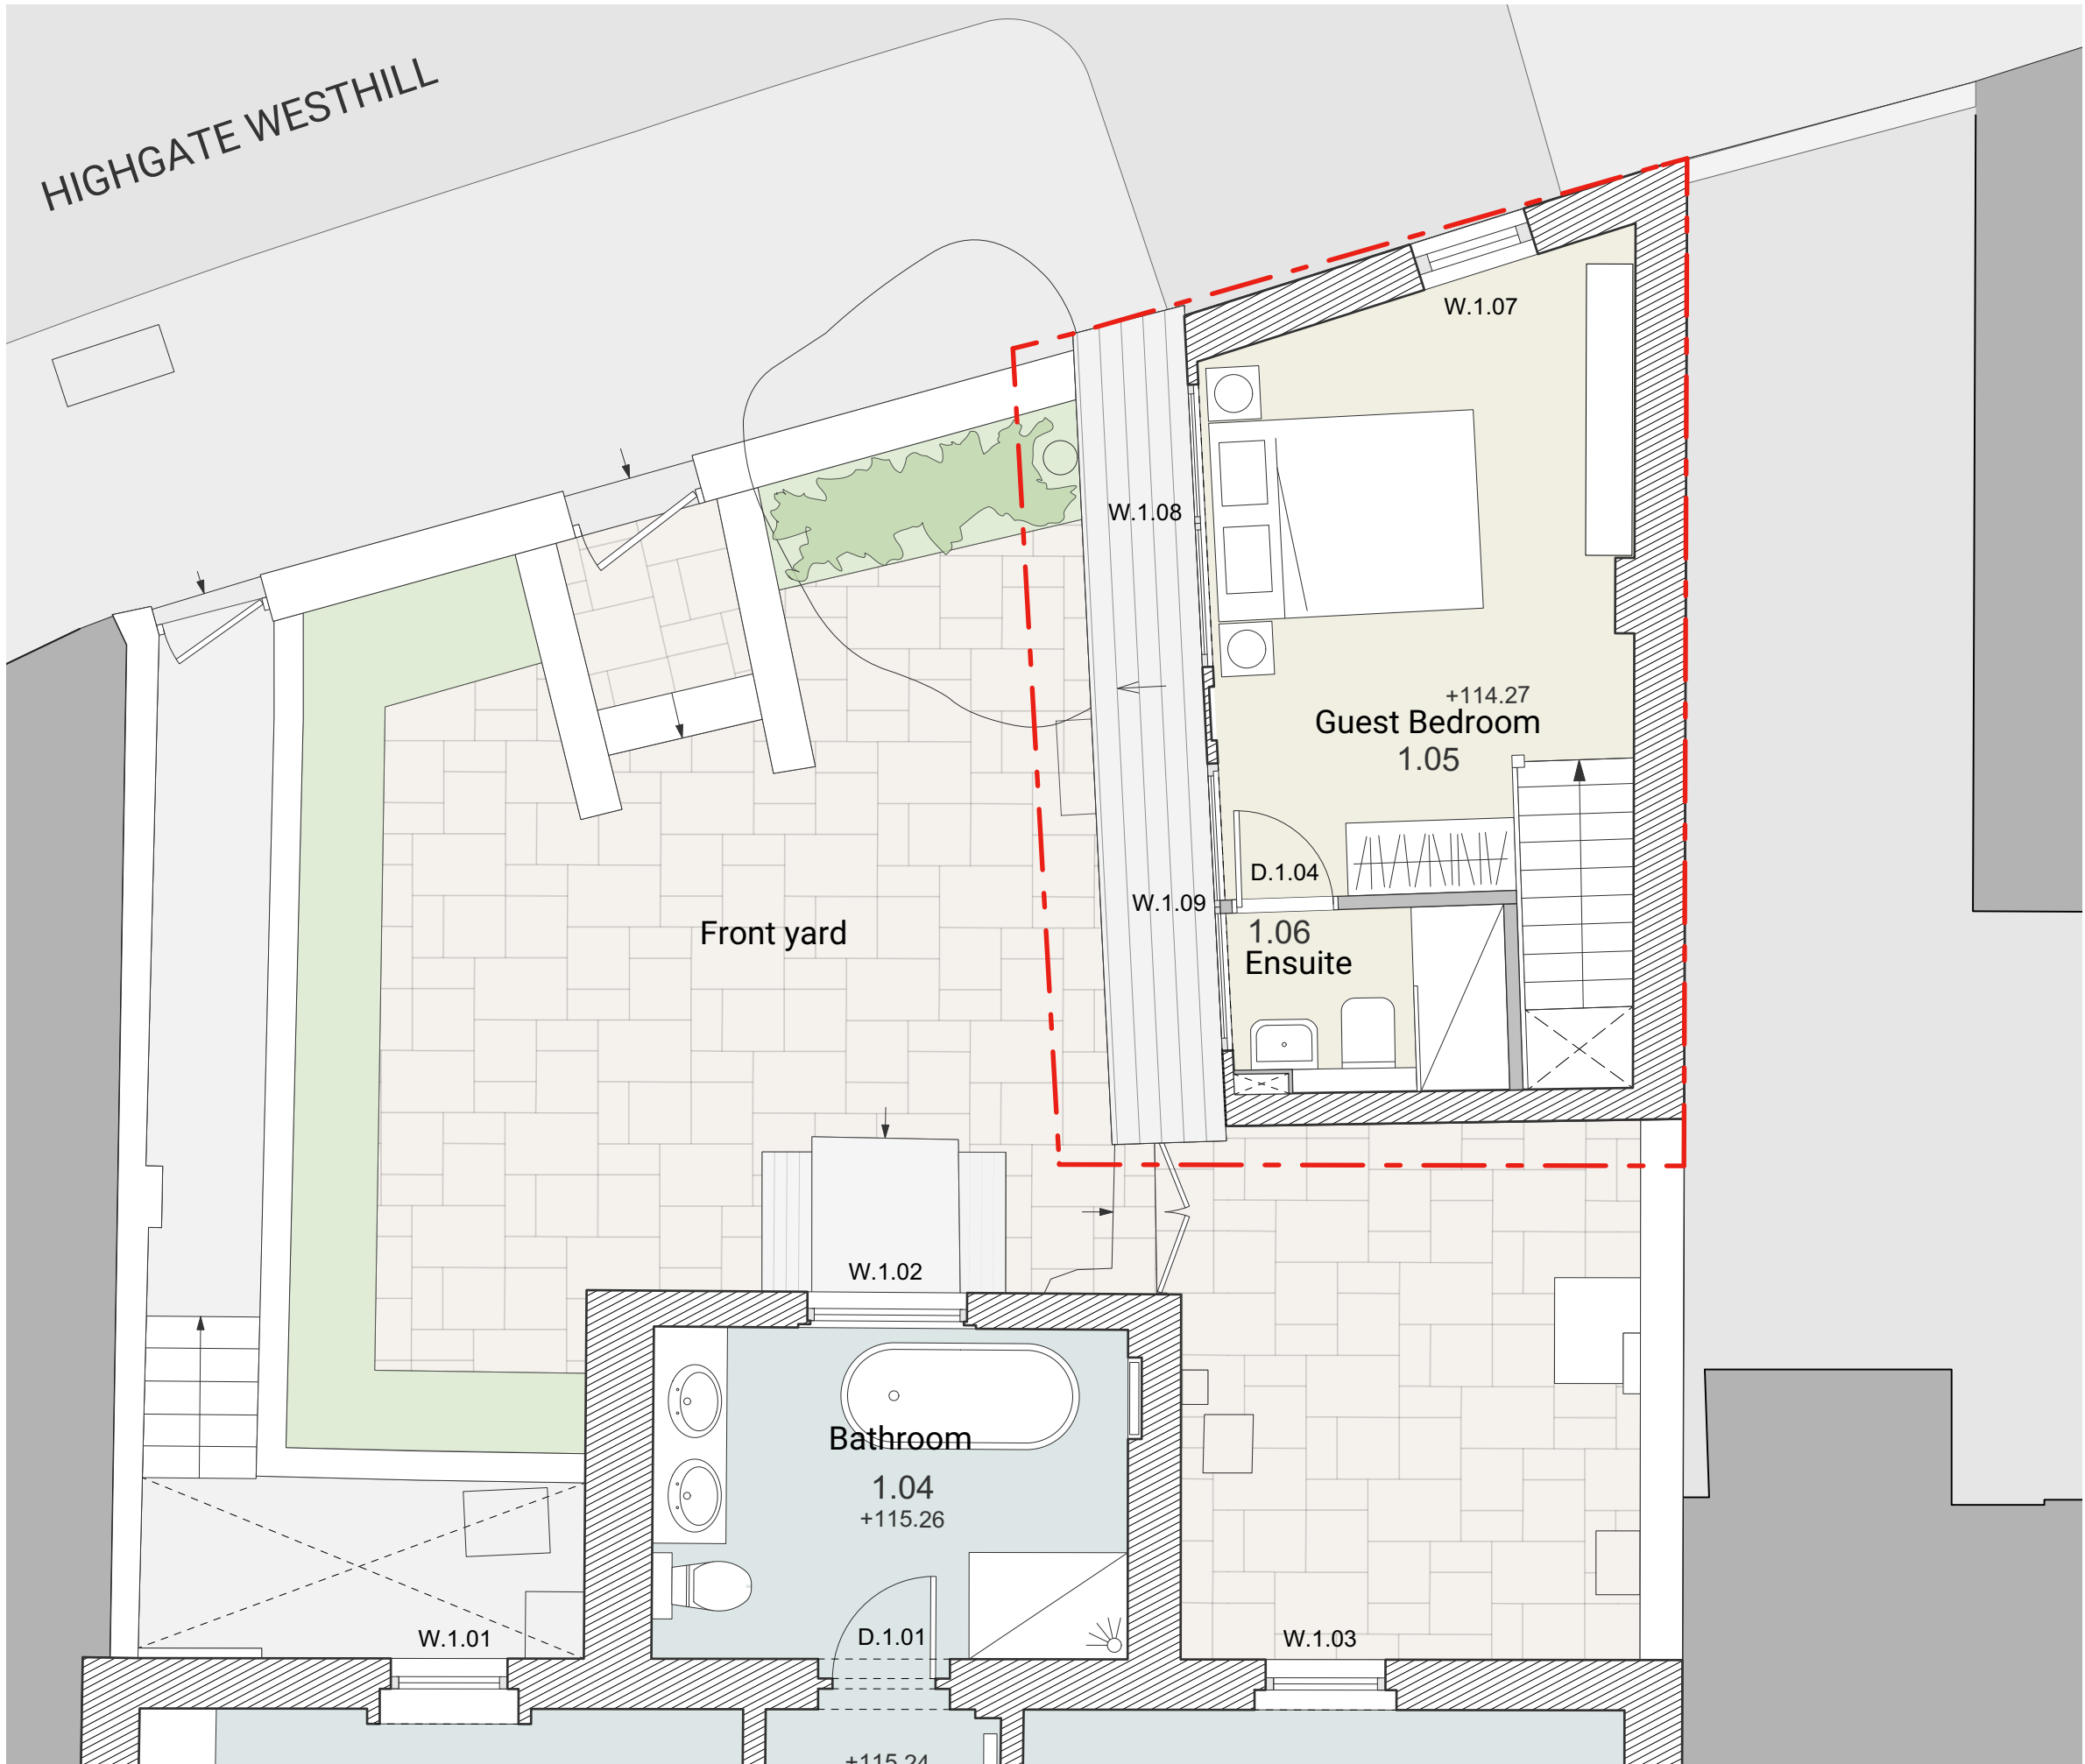 HIGHGATE WESTHILL
W.1.07
W.1.08
+114.27
Guest Bedroom
1.05
D.1.04
W.1.09
1.06
Ensuite
Front yard
W.1.02
Bathroom
1.04
+115.26
D.1.01
W.1.01
W.1.03
+115.24